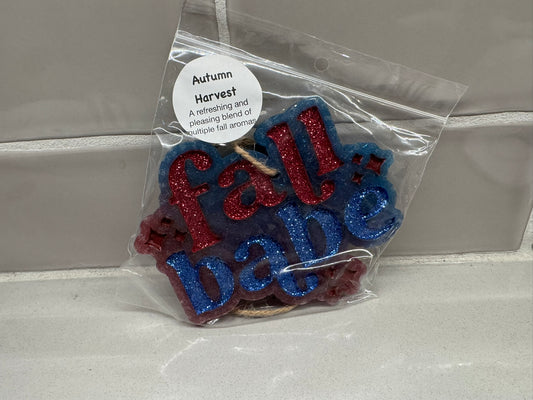 Autumn
Harvest
A refreshing and
pleasing blend of
multiple fall aromas
fall
babe